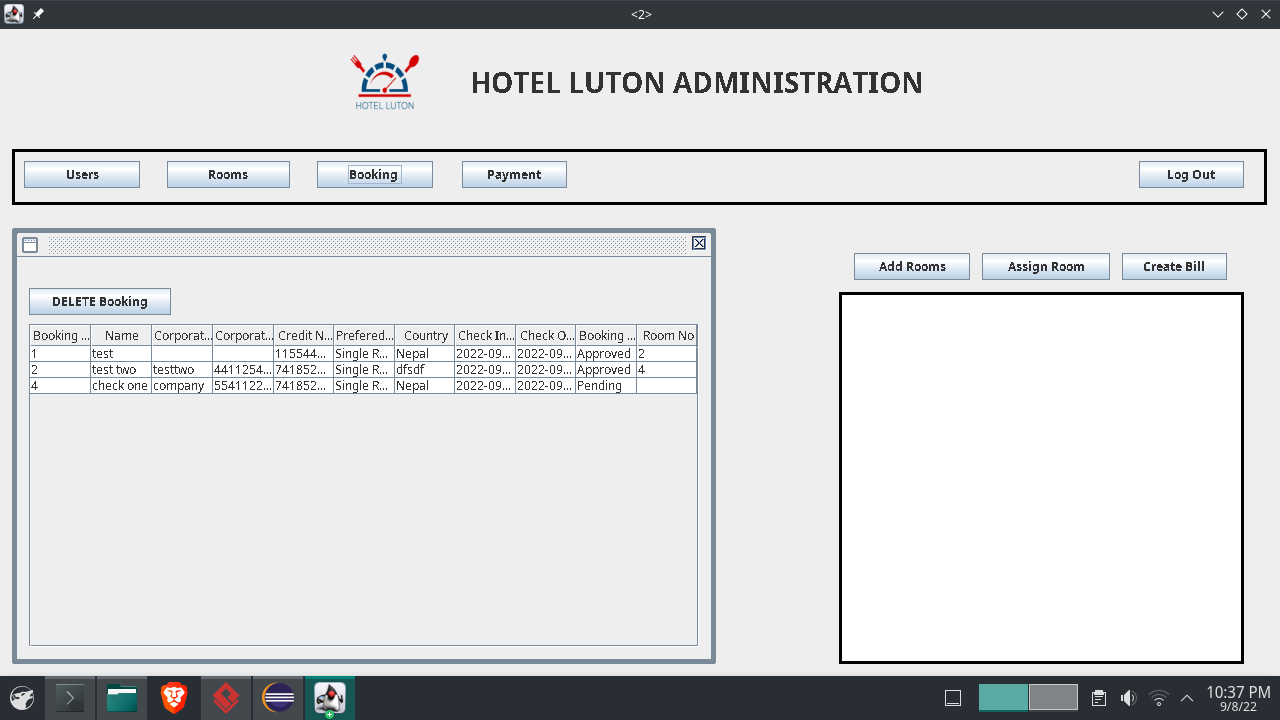 <2>
HOTEL LUTON
HOTEL LUTON ADMINISTRATION
Users Rooms Booking Payment Log Out
Add Rooms Assign Room Create Bill
DELETE Booking
Booking ... Name Corporat... Corporat... Credit N... Prefered... Country Check In... Check O... Booking ... Room No
1 test 115544... Single R... Nepal 2022-09... 2022-09... Approved 2
2 test two testtwo 4411254... 741852... Single R... dfsdf 2022-09... 2022-09... Approved 4
4 check one company 5541122... 741852... Single R... Nepal 2022-09... 2022-09... Pending
10:37 PM
9/8/22